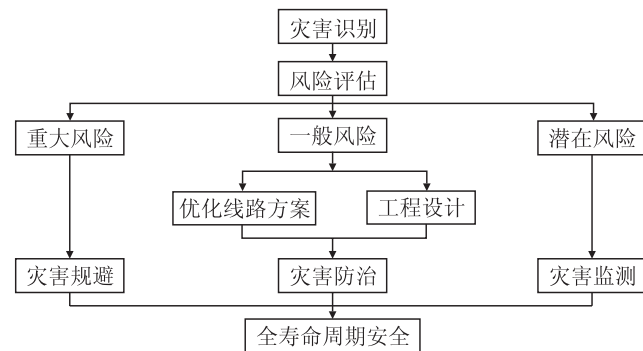 灾害识别
风险评估
重大风险
一般风险
潜在风险
优化线路方案
工程设计
灾害规避
灾害防治
灾害监测
全寿命周期安全